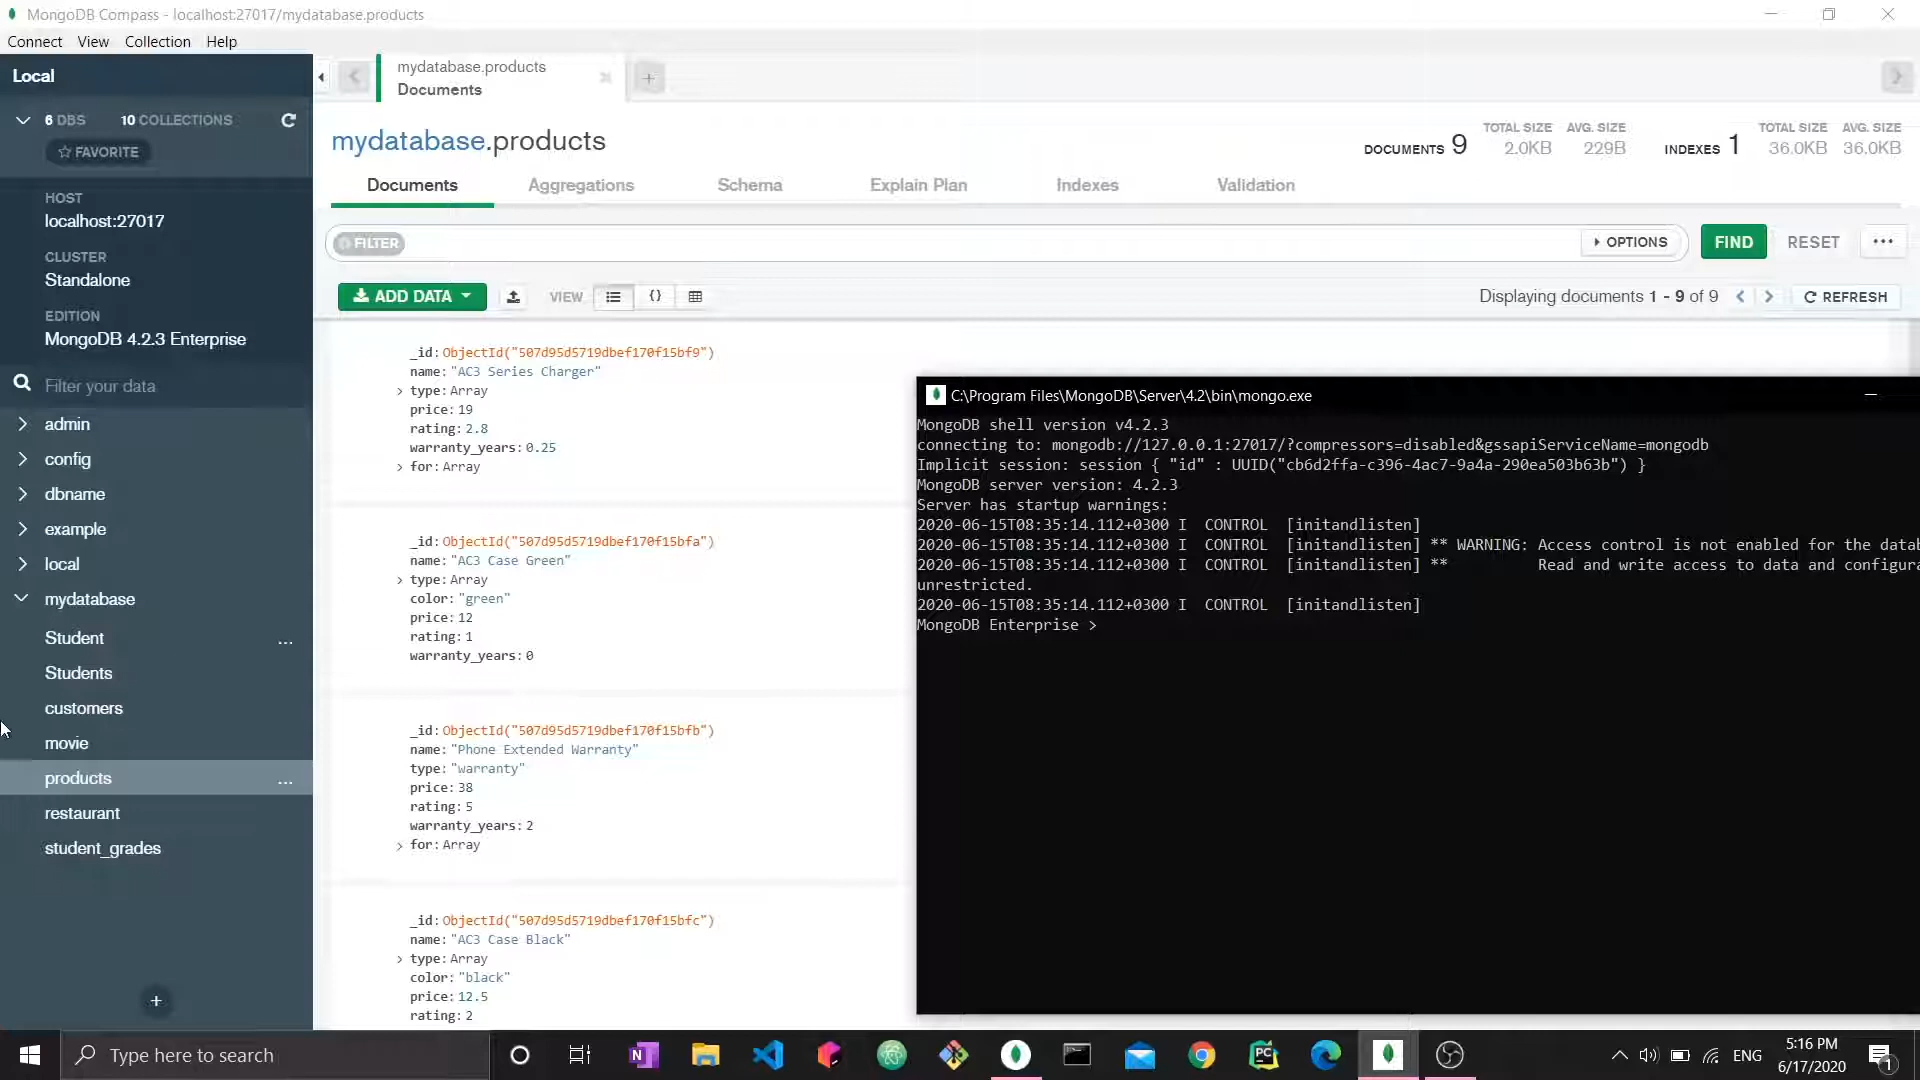 MongoDB Compass - localhost:27017/mydatabase.products
Connect View Collection Help
Local
6 DBS 10 COLLECTIONS
FAVORITE
HOST
localhost:27017
CLUSTER
Standalone
EDITION
MongoDB 4.2.3 Enterprise
Filter your data
admin
config
dbname
example
local
mydatabase
Student ...
Students
customers
movie
products ...
restaurant
student_grades
+
mydatabase.products
Documents
mydatabase.products
DOCUMENTS 9 TOTAL SIZE 2.0KB AVG. SIZE 229B INDEXES 1 TOTAL SIZE 36.0KB AVG. SIZE 36.0KB
Documents Aggregations Schema Explain Plan Indexes Validation
FILTER OPTIONS FIND RESET ...
ADD DATA VIEW {} Displaying documents 1 - 9 of 9 REFRESH
_id: ObjectId("507d95d5719dbef170f15bf9")
name: "AC3 Series Charger"
> type: Array
price: 19
rating: 2.8
warranty_years: 0.25
> for: Array
_id: ObjectId("507d95d5719dbef170f15bfa")
name: "AC3 Case Green"
> type: Array
color: "green"
price: 12
rating: 1
warranty_years: 0
_id: ObjectId("507d95d5719dbef170f15bfb")
name: "Phone Extended Warranty"
type: "warranty"
price: 38
rating: 5
warranty_years: 2
> for: Array
_id: ObjectId("507d95d5719dbef170f15bfc")
name: "AC3 Case Black"
> type: Array
color: "black"
price: 12.5
rating: 2
C:\Program Files\MongoDB\Server\4.2\bin\mongo.exe
MongoDB shell version v4.2.3
connecting to: mongodb://127.0.0.1:27017/?compressors=disabled&gssapiServiceName=mongodb
Implicit session: session { "id" : UUID("cb6d2ffa-c396-4ac7-9a4a-290ea503b63b") }
MongoDB server version: 4.2.3
Server has startup warnings:
2020-06-15T08:35:14.112+0300 I CONTROL [initandlisten]
2020-06-15T08:35:14.112+0300 I CONTROL [initandlisten] ** WARNING: Access control is not enabled for the datab
2020-06-15T08:35:14.112+0300 I CONTROL [initandlisten] ** Read and write access to data and configura
unrestricted.
2020-06-15T08:35:14.112+0300 I CONTROL [initandlisten]
MongoDB Enterprise >
Type here to search
N
PC
ENG
5:16 PM
6/17/2020
1